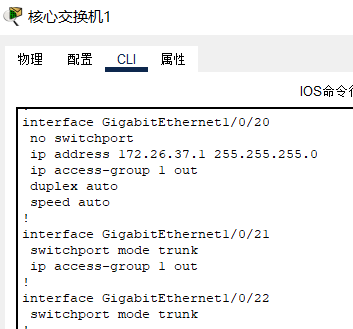 核心交换机1
物理 配置 CLI 属性
IOS命令行
interface GigabitEthernet1/0/20
no switchport
ip address 172.26.37.1 255.255.255.0
ip access-group 1 out
duplex auto
speed auto
!
interface GigabitEthernet1/0/21
switchport mode trunk
ip access-group 1 out
!
interface GigabitEthernet1/0/22
switchport mode trunk